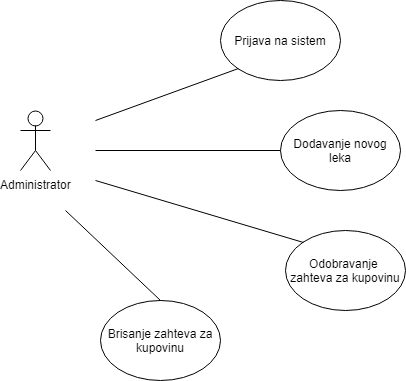 Prijava na sistem
Dodavanje novog
leka
Administrator
Odobravanje
zahteva za kupovinu
Brisanje zahteva za
kupovinu